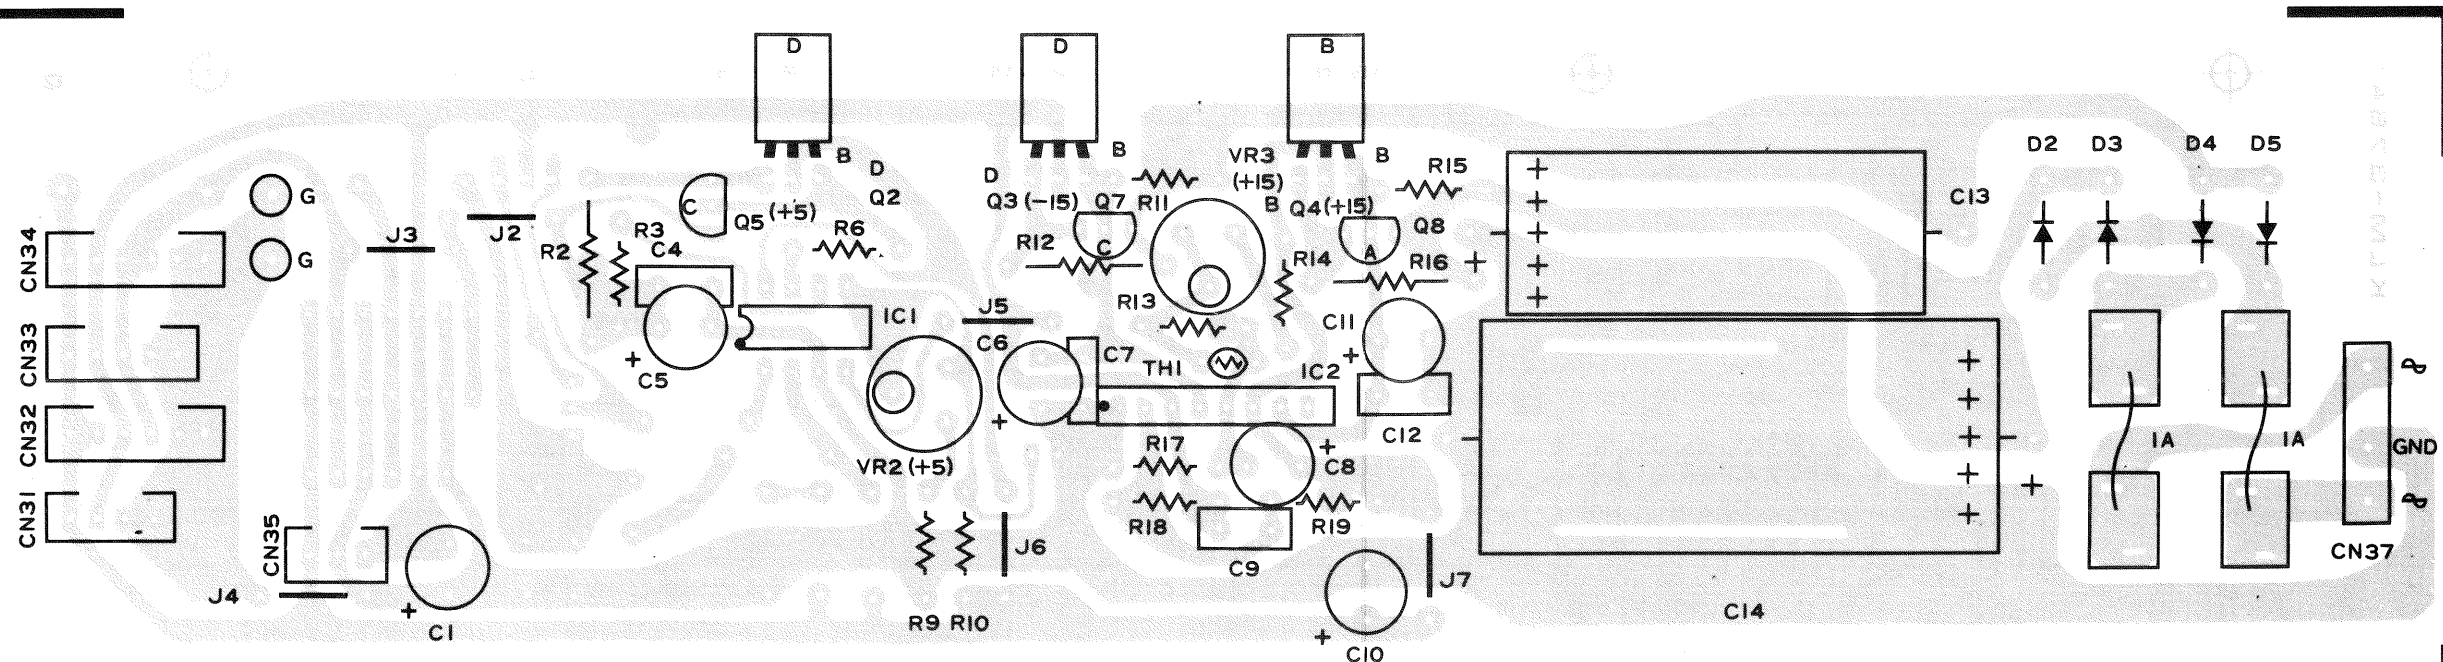 D
D
B
B
D
B
B
D
Q2
D
Q3 (-15)
Q7
R11
VR3
(+15)
B
Q4 (+15)
Q8
R15
C13
D2
D3
D4
D5
CN34
G
G
J3
J2
R2
R3
C4
C
Q5
(+5)
R6
R12
C
R14
A
R16
R13
C11
CN33
C5
IC1
J5
C6
C7
TH1
IC2
C12
CN32
VR2 (+5)
R17
C8
R18
R19
C9
1A
1A
GND
CN37
CN31
CN35
J4
C1
R9 R10
J6
C10
J7
C14